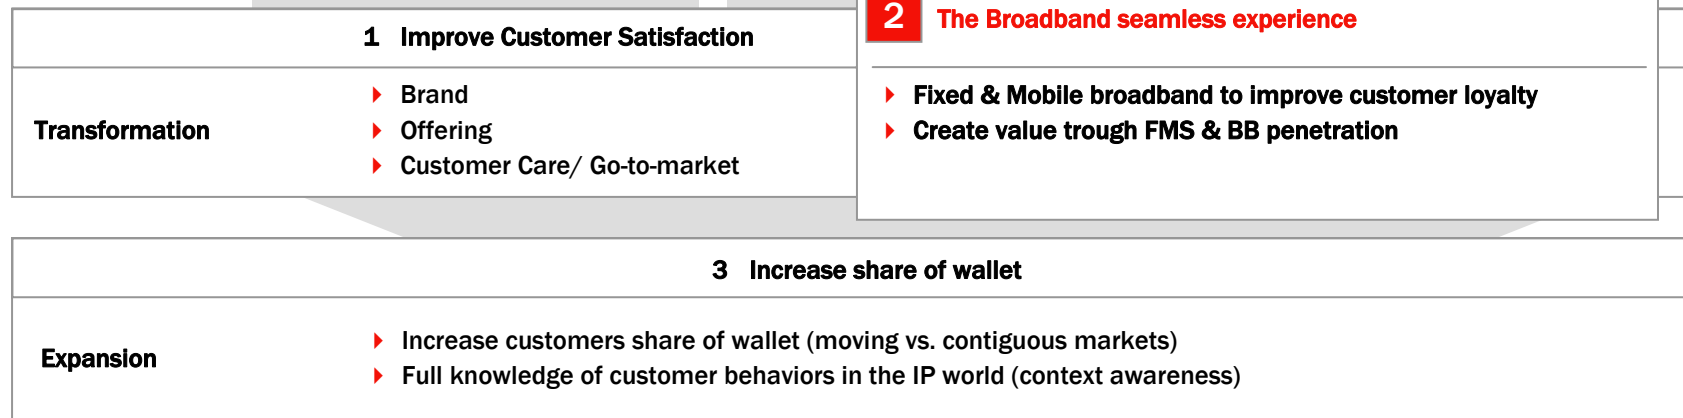 1 Improve Customer Satisfaction
2 The Broadband seamless experience
Transformation
Brand
Offering
Customer Care/ Go-to-market
Fixed & Mobile broadband to improve customer loyalty
Create value trough FMS & BB penetration
3 Increase share of wallet
Expansion
Increase customers share of wallet (moving vs. contiguous markets)
Full knowledge of customer behaviors in the IP world (context awareness)